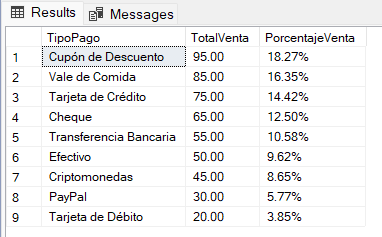 Results Messages
TipoPago TotalVenta PorcentajeVenta
1 Cupón de Descuento 95.00 18.27%
2 Vale de Comida 85.00 16.35%
3 Tarjeta de Crédito 75.00 14.42%
4 Cheque 65.00 12.50%
5 Transferencia Bancaria 55.00 10.58%
6 Efectivo 50.00 9.62%
7 Criptomonedas 45.00 8.65%
8 PayPal 30.00 5.77%
9 Tarjeta de Débito 20.00 3.85%